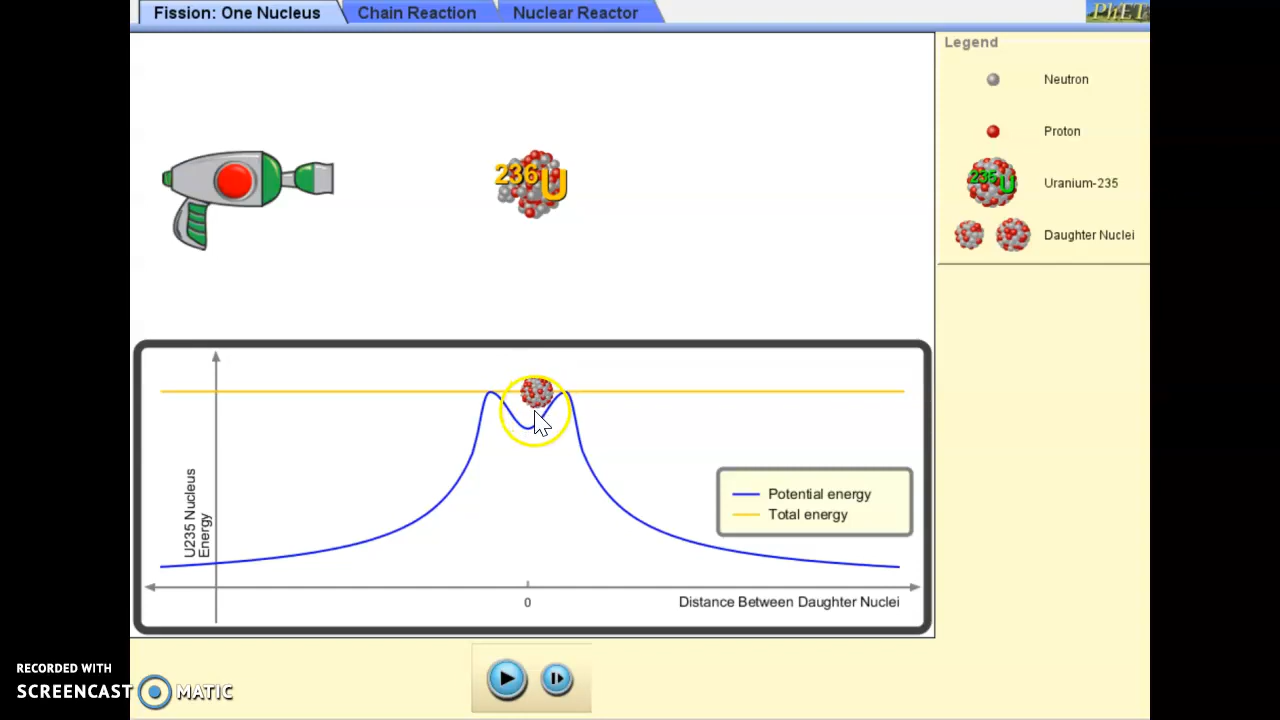 Fission: One Nucleus
Chain Reaction
Nuclear Reactor
PhET
Legend
Neutron
Proton
235U
Uranium-235
Daughter Nuclei
236U
U235 Nucleus
Energy
Potential energy
Total energy
0
Distance Between Daughter Nuclei
RECORDED WITH
SCREENCAST MATIC